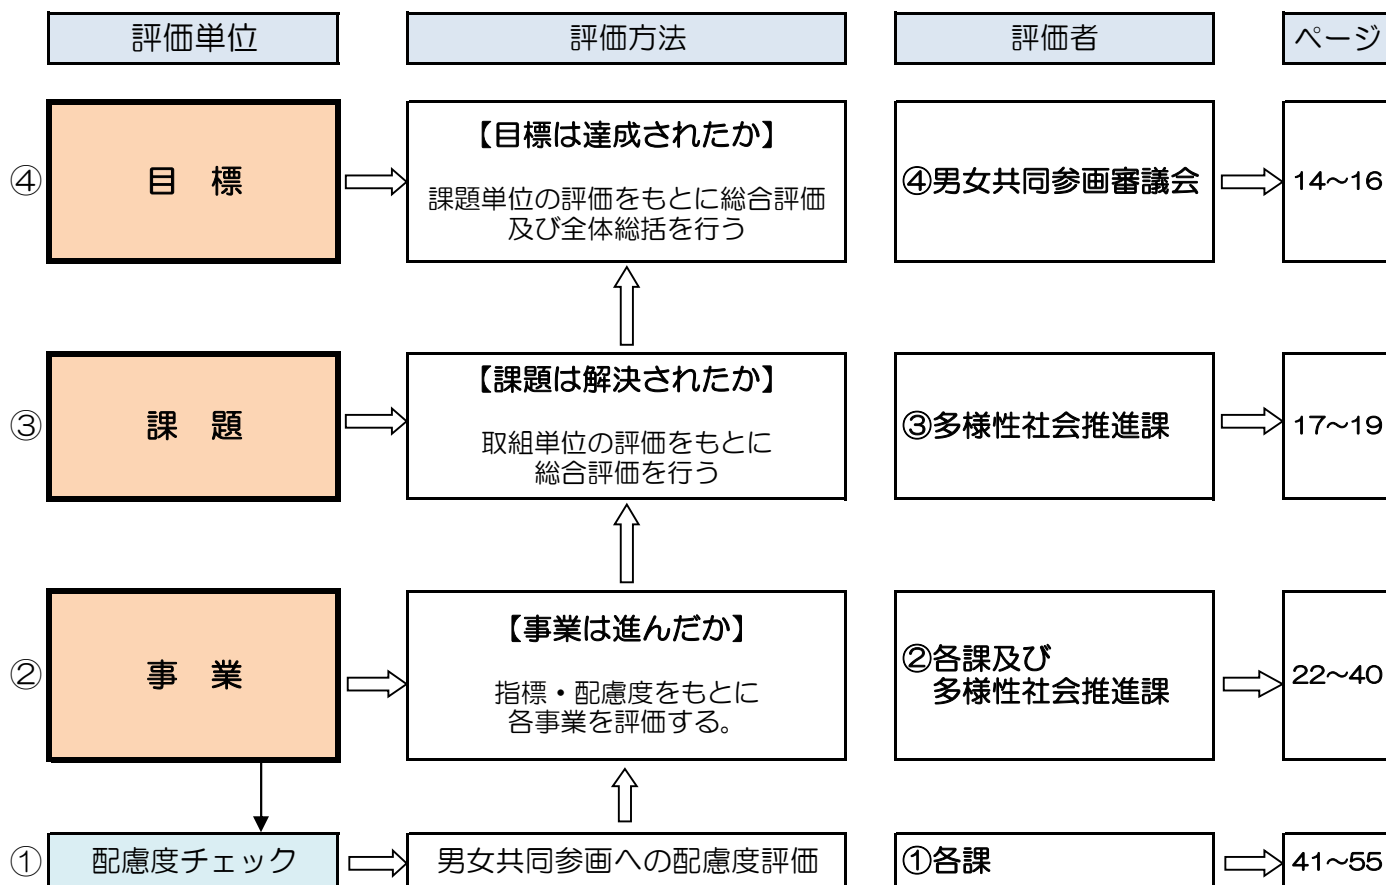 評価単位
評価方法
評価者
ページ
④
目　標
【目標は達成されたか】
課題単位の評価をもとに総合評価
及び全体総括を行う
④男女共同参画審議会
14～16
③
課　題
【課題は解決されたか】
取組単位の評価をもとに
総合評価を行う
③多様性社会推進課
17～19
②
事　業
【事業は進んだか】
指標・配慮度をもとに
各事業を評価する。
②各課及び
多様性社会推進課
22～40
①
配慮度チェック
男女共同参画への配慮度評価
①各課
41～55